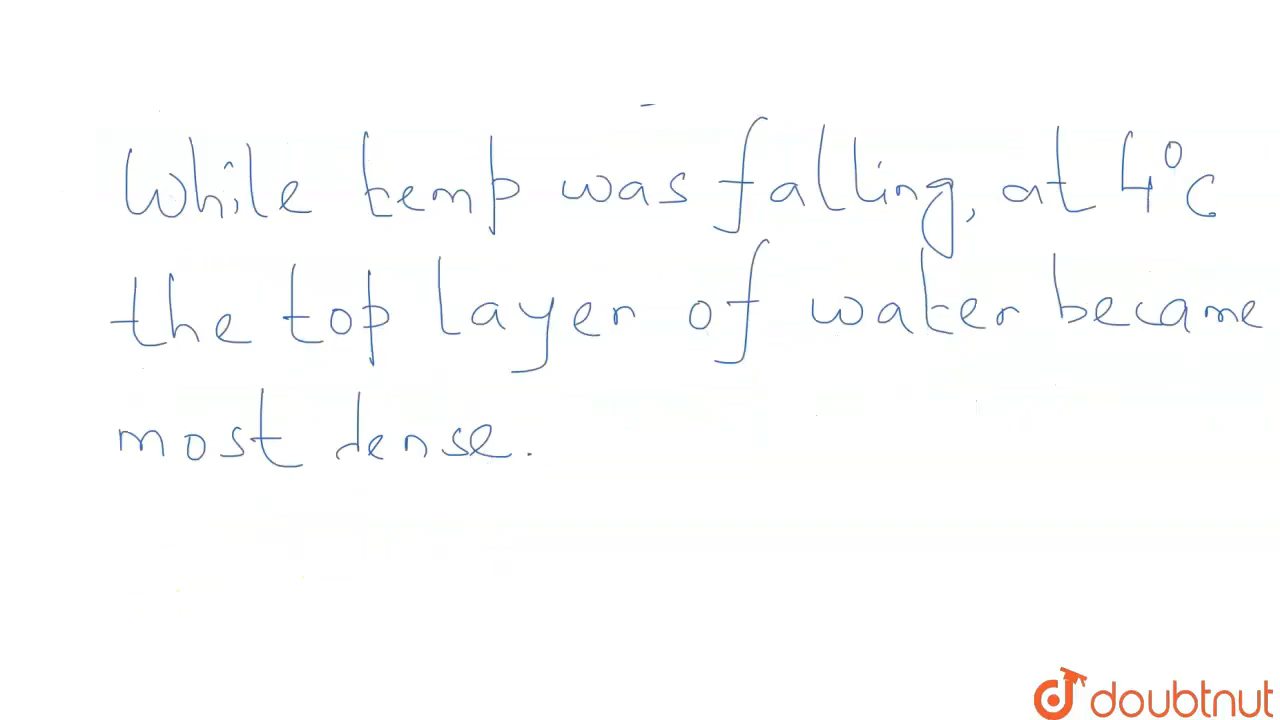 While temp was falling, at 4°C
the top layer of water became
most dense.
doubtnut